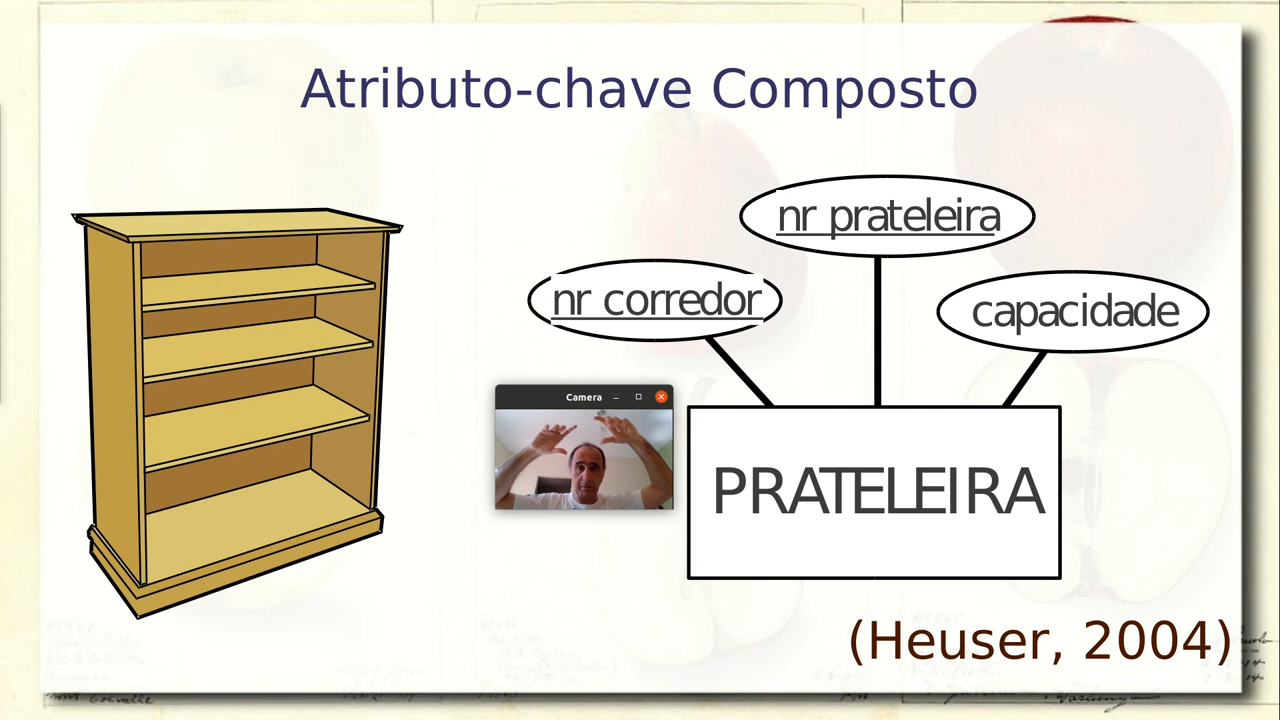 Atributo-chave Composto
nr prateleira
nr corredor
capacidade
Camera
PRATELEIRA
(Heuser, 2004)